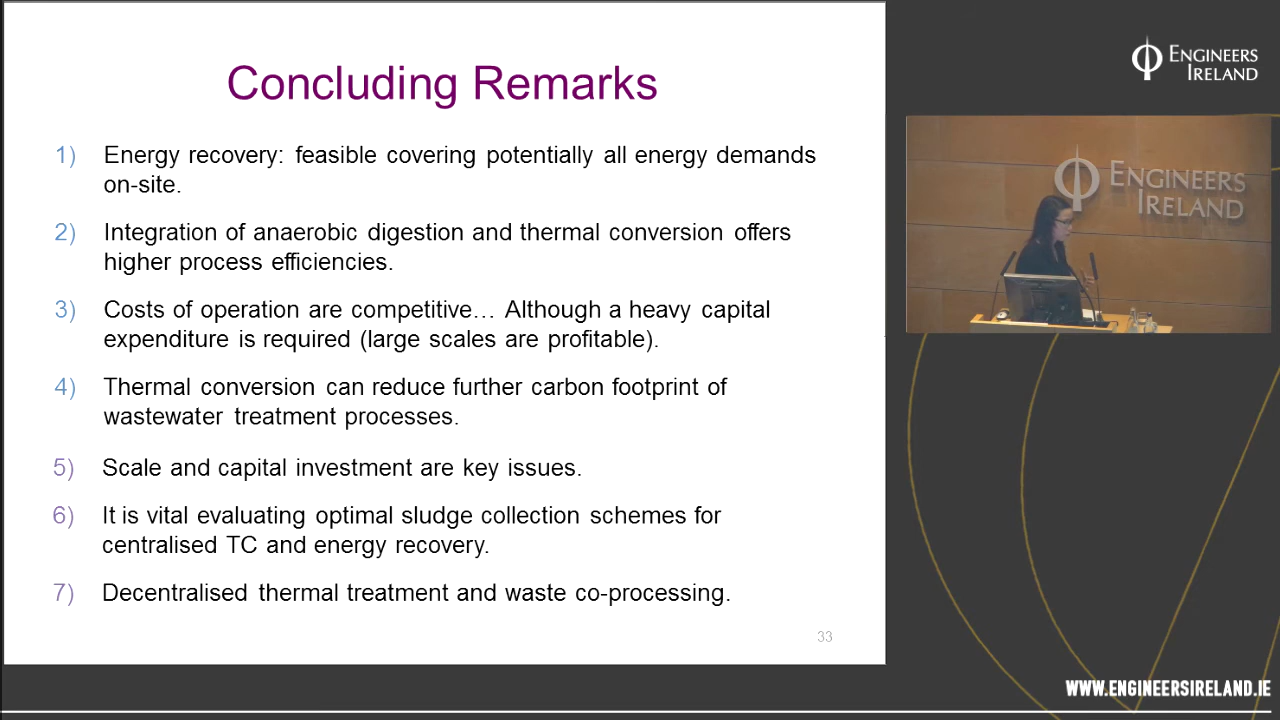 Concluding Remarks
1) Energy recovery: feasible covering potentially all energy demands
on-site.
2) Integration of anaerobic digestion and thermal conversion offers
higher process efficiencies.
3) Costs of operation are competitive… Although a heavy capital
expenditure is required (large scales are profitable).
4) Thermal conversion can reduce further carbon footprint of
wastewater treatment processes.
5) Scale and capital investment are key issues.
6) It is vital evaluating optimal sludge collection schemes for
centralised TC and energy recovery.
7) Decentralised thermal treatment and waste co-processing.
33
ENGINEERS
IRELAND
ENGINEERS
IRELAND
WWW.ENGINEERSIRELAND.IE